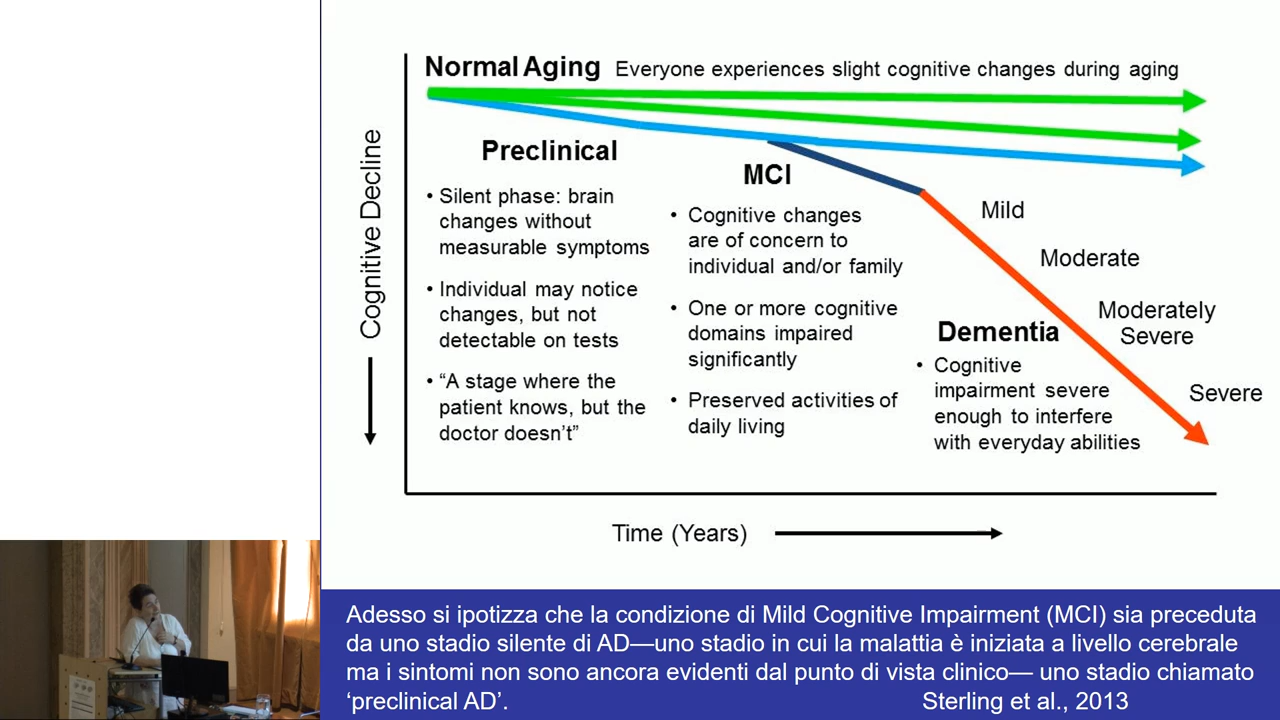 Normal Aging Everyone experiences slight cognitive changes during aging
Cognitive Decline
Preclinical
• Silent phase: brain
changes without
measurable symptoms
• Individual may notice
changes, but not
detectable on tests
• “A stage where the
patient knows, but the
doctor doesn’t”
MCI
• Cognitive changes
are of concern to
individual and/or family
• One or more cognitive
domains impaired
significantly
• Preserved activities of
daily living
Dementia
• Cognitive
impairment severe
enough to interfere
with everyday abilities
Mild
Moderate
Moderately
Severe
Severe
Time (Years)
Adesso si ipotizza che la condizione di Mild Cognitive Impairment (MCI) sia preceduta
da uno stadio silente di AD—uno stadio in cui la malattia è iniziata a livello cerebrale
ma i sintomi non sono ancora evidenti dal punto di vista clinico— uno stadio chiamato
‘preclinical AD’. Sterling et al., 2013